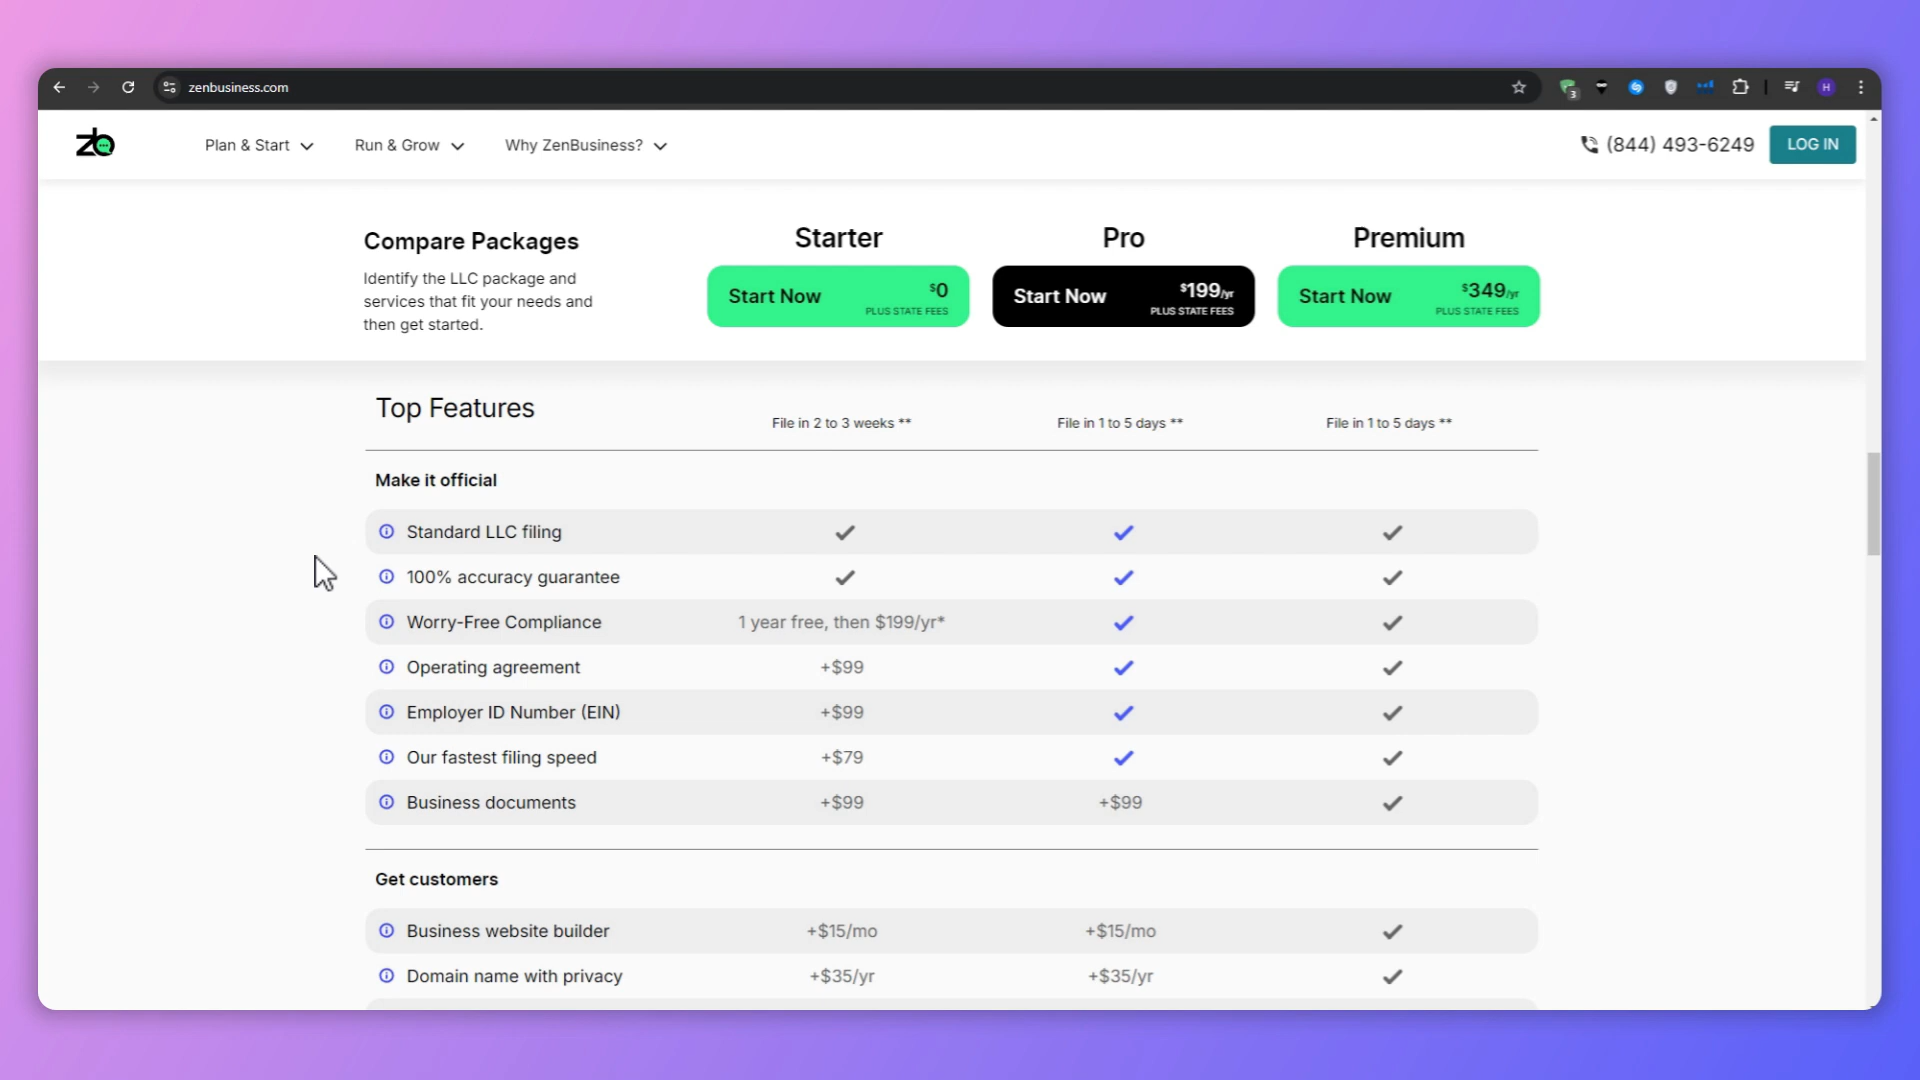 zenbusiness.com
3
H
zb
Plan & Start
Run & Grow
Why ZenBusiness?
(844) 493-6249
LOG IN
Compare Packages
Identify the LLC package and
services that fit your needs and
then get started.
Starter
Start Now
$0
PLUS STATE FEES
Pro
Start Now
$199/yr
PLUS STATE FEES
Premium
Start Now
$349/yr
PLUS STATE FEES
Top Features
File in 2 to 3 weeks **
File in 1 to 5 days **
File in 1 to 5 days **
Make it official
Standard LLC filing
100% accuracy guarantee
Worry-Free Compliance 1 year free, then $199/yr*
Operating agreement +$99
Employer ID Number (EIN) +$99
Our fastest filing speed +$79
Business documents +$99 +$99
Get customers
Business website builder +$15/mo +$15/mo
Domain name with privacy +$35/yr +$35/yr